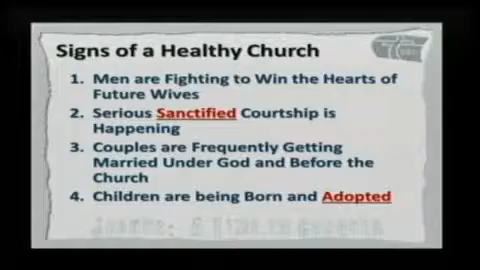 Signs of a Healthy Church
1. Men are Fighting to Win the Hearts of
Future Wives
2. Serious Sanctified Courtship is
Happening
3. Couples are Frequently Getting
Married Under God and Before the
Church
4. Children are being Born and Adopted